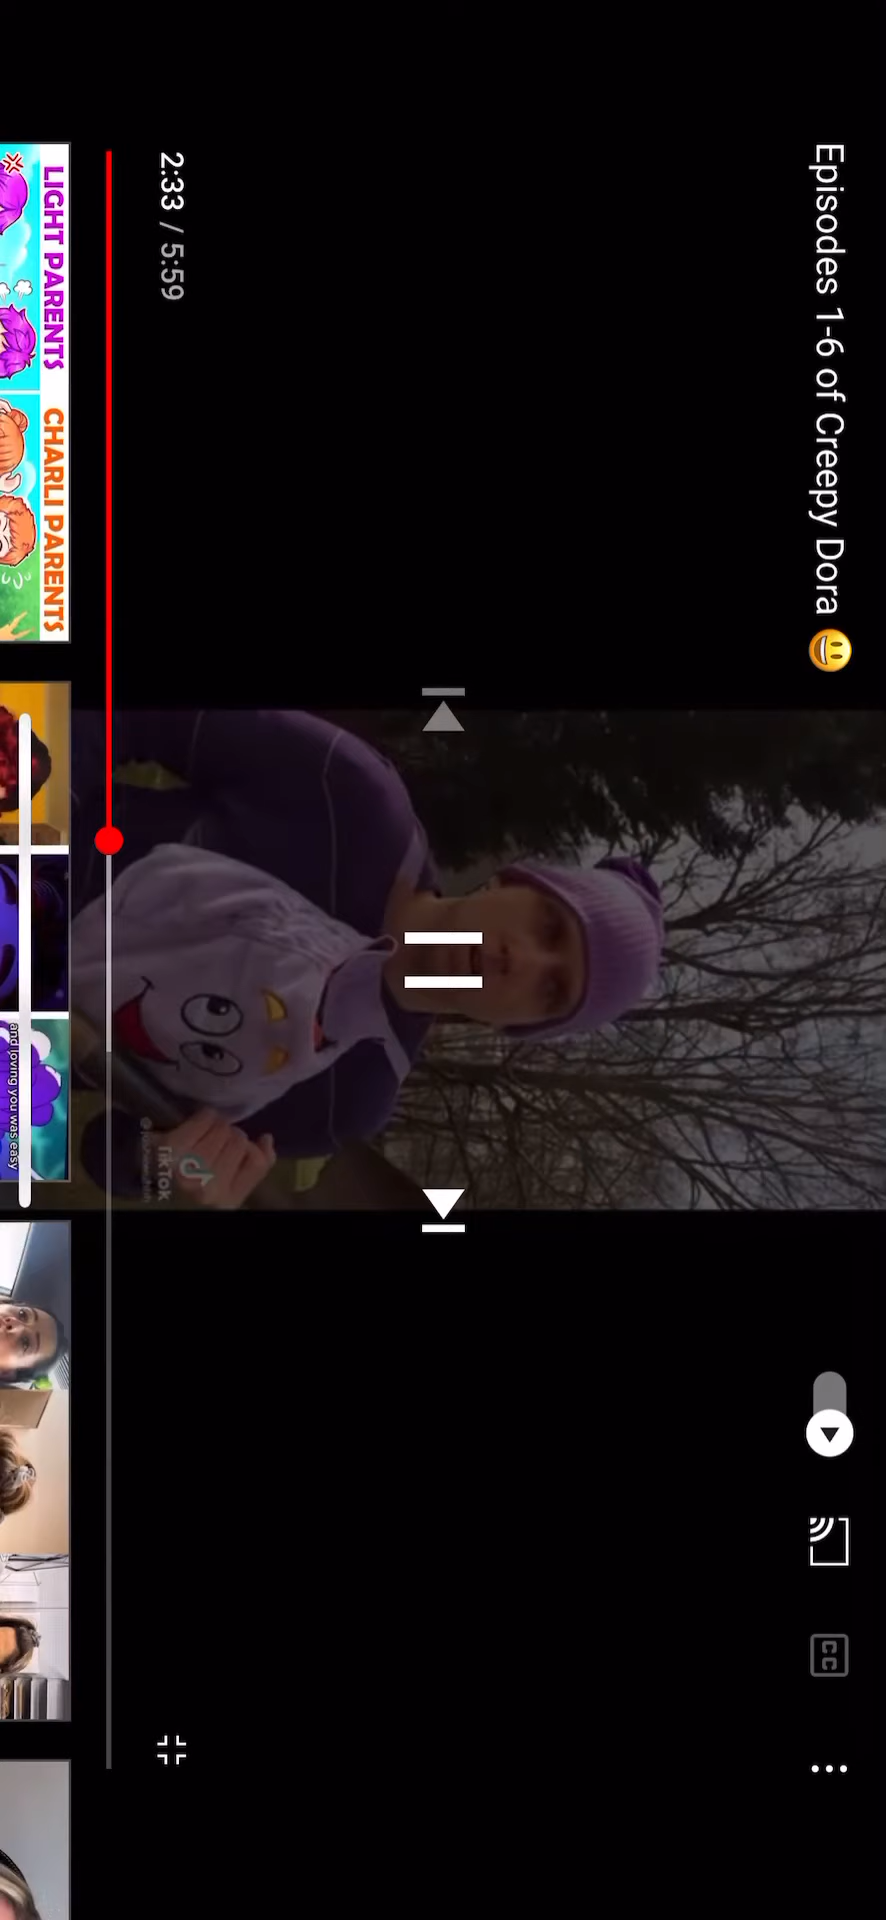 Episodes 1-6 of Creepy Dora 😃
CC
TikTok
2:33 / 5:59
LIGHT PARENTS
CHARLI PARENTS
and loving you was easy